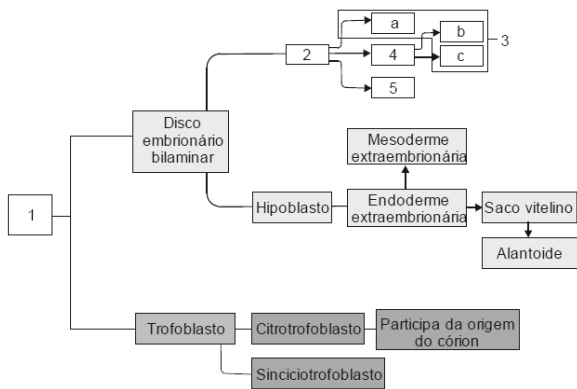 a
b
2
4
3
c
5
Disco
embrionário
bilaminar
Mesoderme
extraembrionária
1
Hipoblasto
Endoderme
extraembrionária
Saco vitelino
Alantoide
Trofoblasto
Citrotrofoblasto
Participa da origem
do córion
Sinciciotrofoblasto